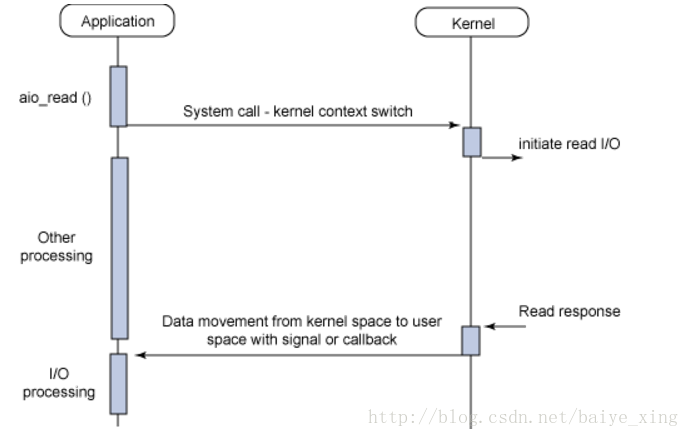 Application
Kernel
aio_read ()
System call - kernel context switch
initiate read I/O
Other
processing
Read response
Data movement from kernel space to user
space with signal or callback
I/O
processing
http://blog.csdn.net/baiye_xing